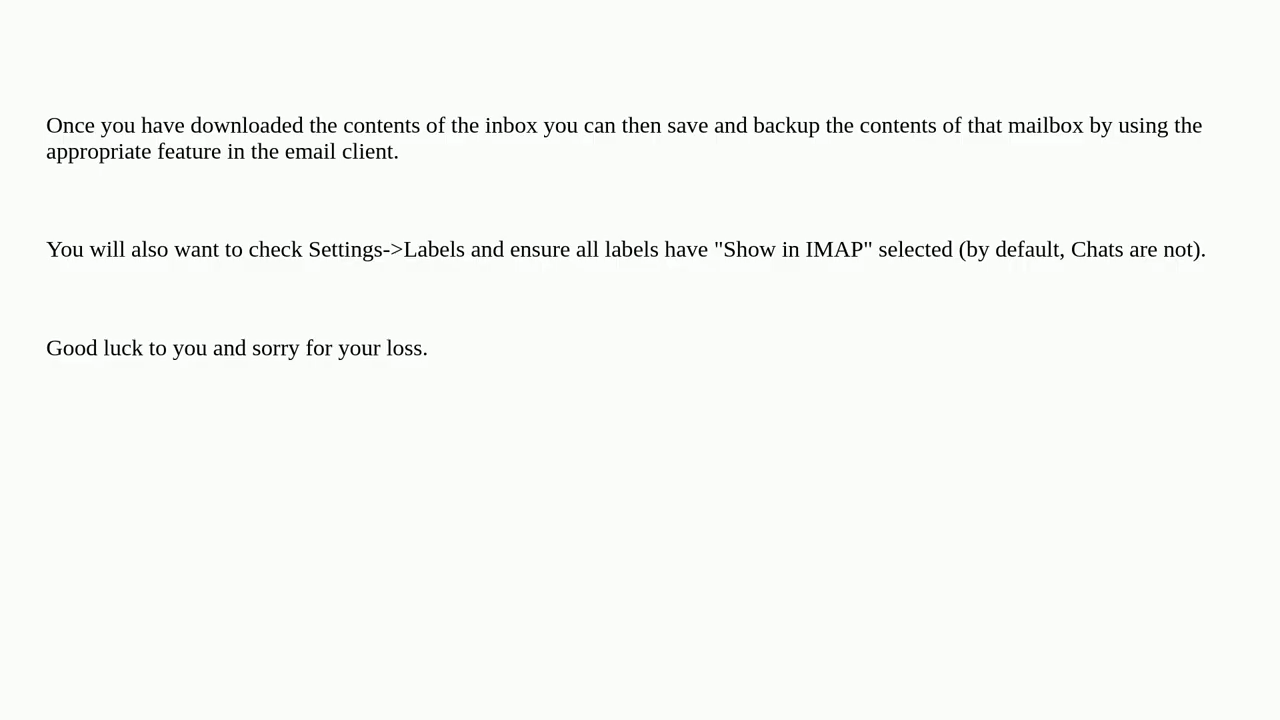 Once you have downloaded the contents of the inbox you can then save and backup the contents of that mailbox by using the
appropriate feature in the email client.
You will also want to check Settings->Labels and ensure all labels have "Show in IMAP" selected (by default, Chats are not).
Good luck to you and sorry for your loss.